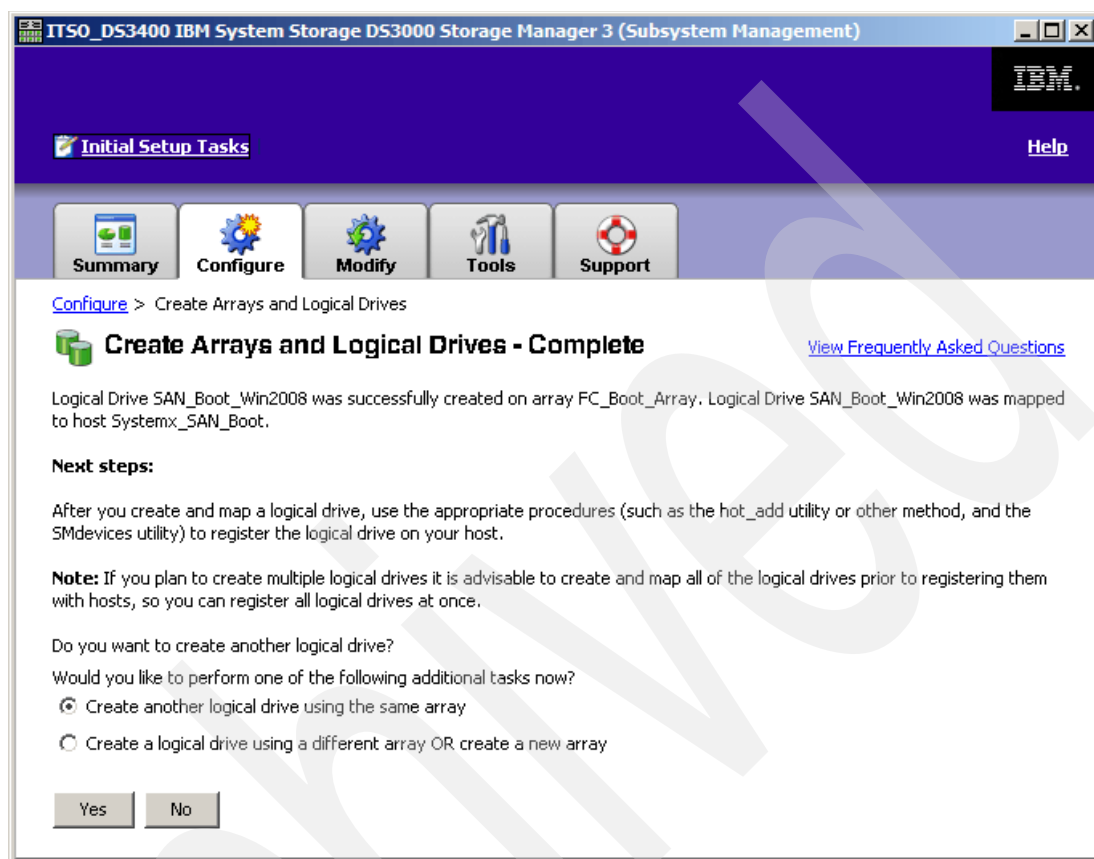 ITSO_DS3400 IBM System Storage DS3000 Storage Manager 3 (Subsystem Management)
IBM.
Initial Setup Tasks
Help
Summary
Configure
Modify
Tools
Support
Configure > Create Arrays and Logical Drives
Create Arrays and Logical Drives - Complete
View Frequently Asked Questions
Logical Drive SAN_Boot_Win2008 was successfully created on array FC_Boot_Array. Logical Drive SAN_Boot_Win2008 was mapped
to host Systemx_SAN_Boot.
Next steps:
After you create and map a logical drive, use the appropriate procedures (such as the hot_add utility or other method, and the
SMdevices utility) to register the logical drive on your host.
Note: If you plan to create multiple logical drives it is advisable to create and map all of the logical drives prior to registering them
with hosts, so you can register all logical drives at once.
Do you want to create another logical drive?
Would you like to perform one of the following additional tasks now?
Create another logical drive using the same array
Create a logical drive using a different array OR create a new array
Yes
No
hived